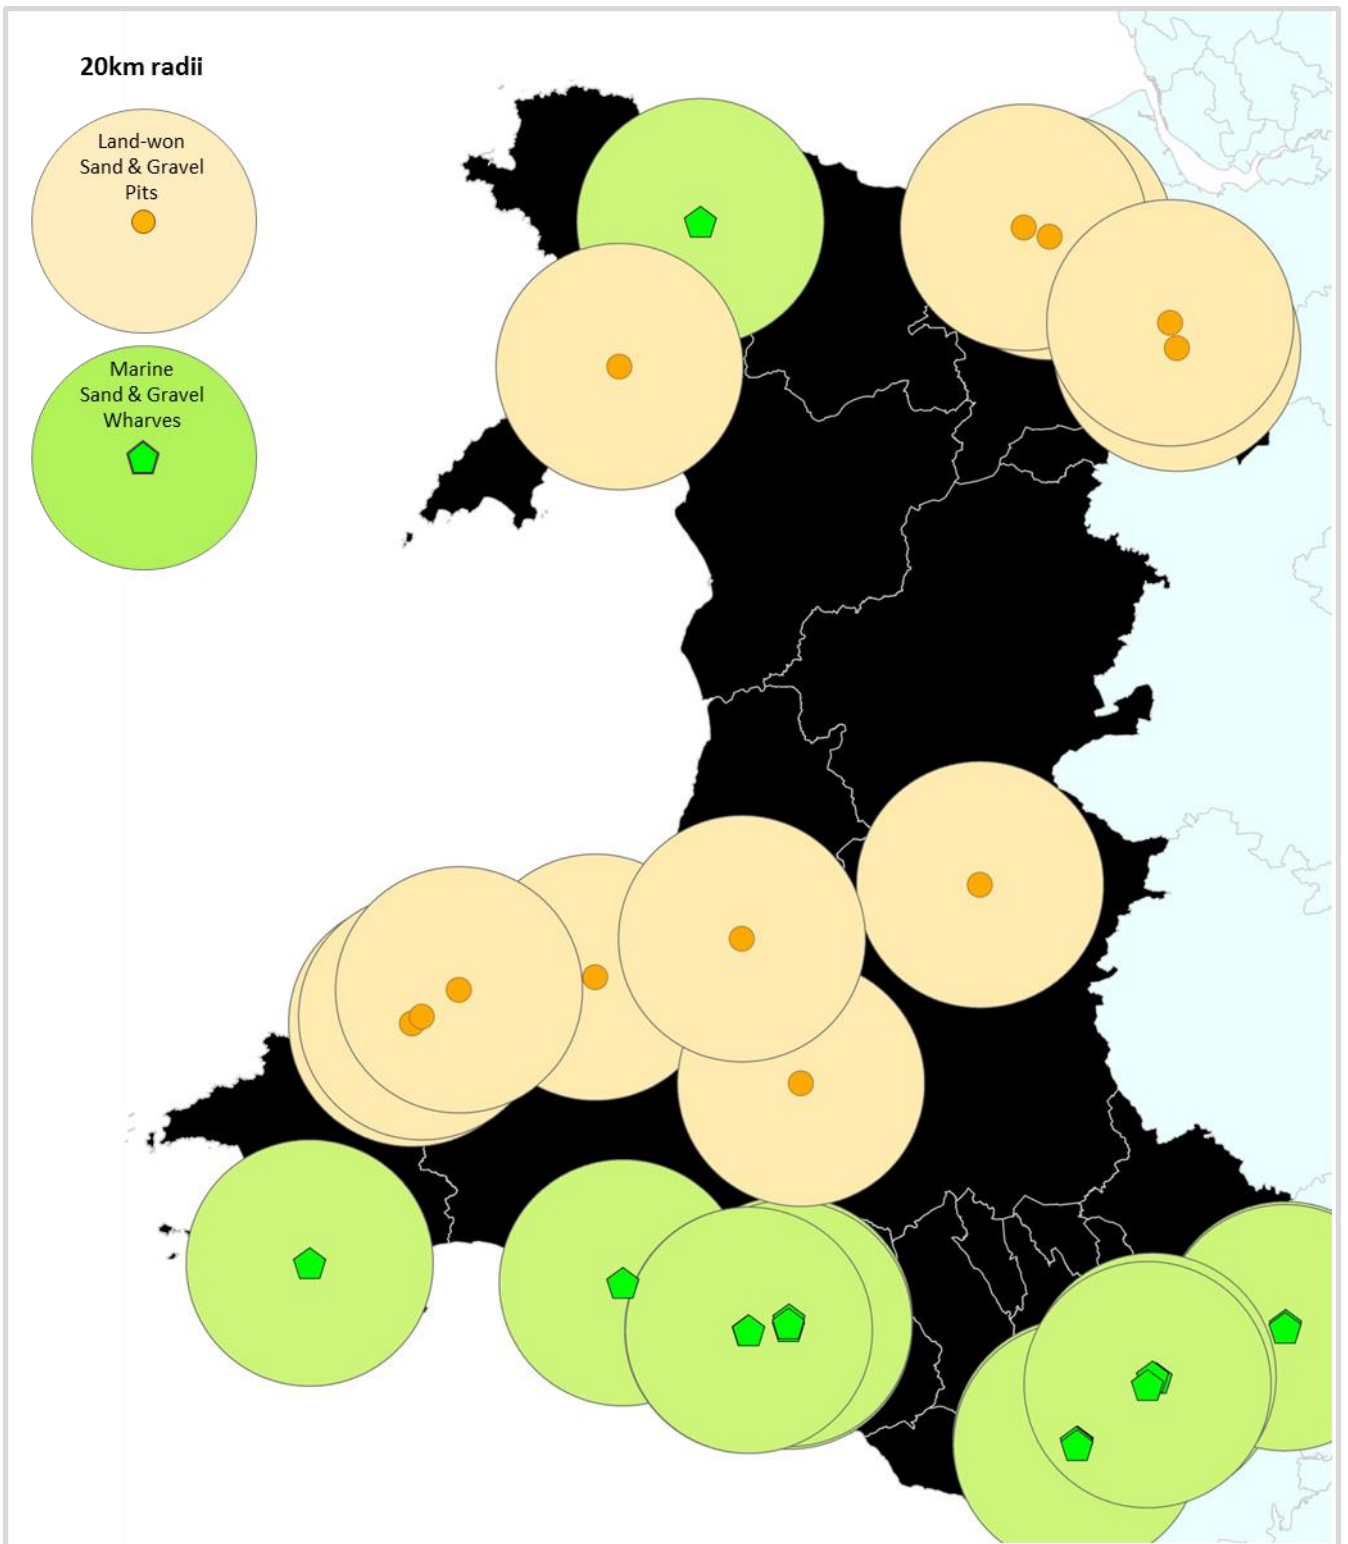 20km radii
Land-won
Sand & Gravel
Pits
Marine
Sand & Gravel
Wharves